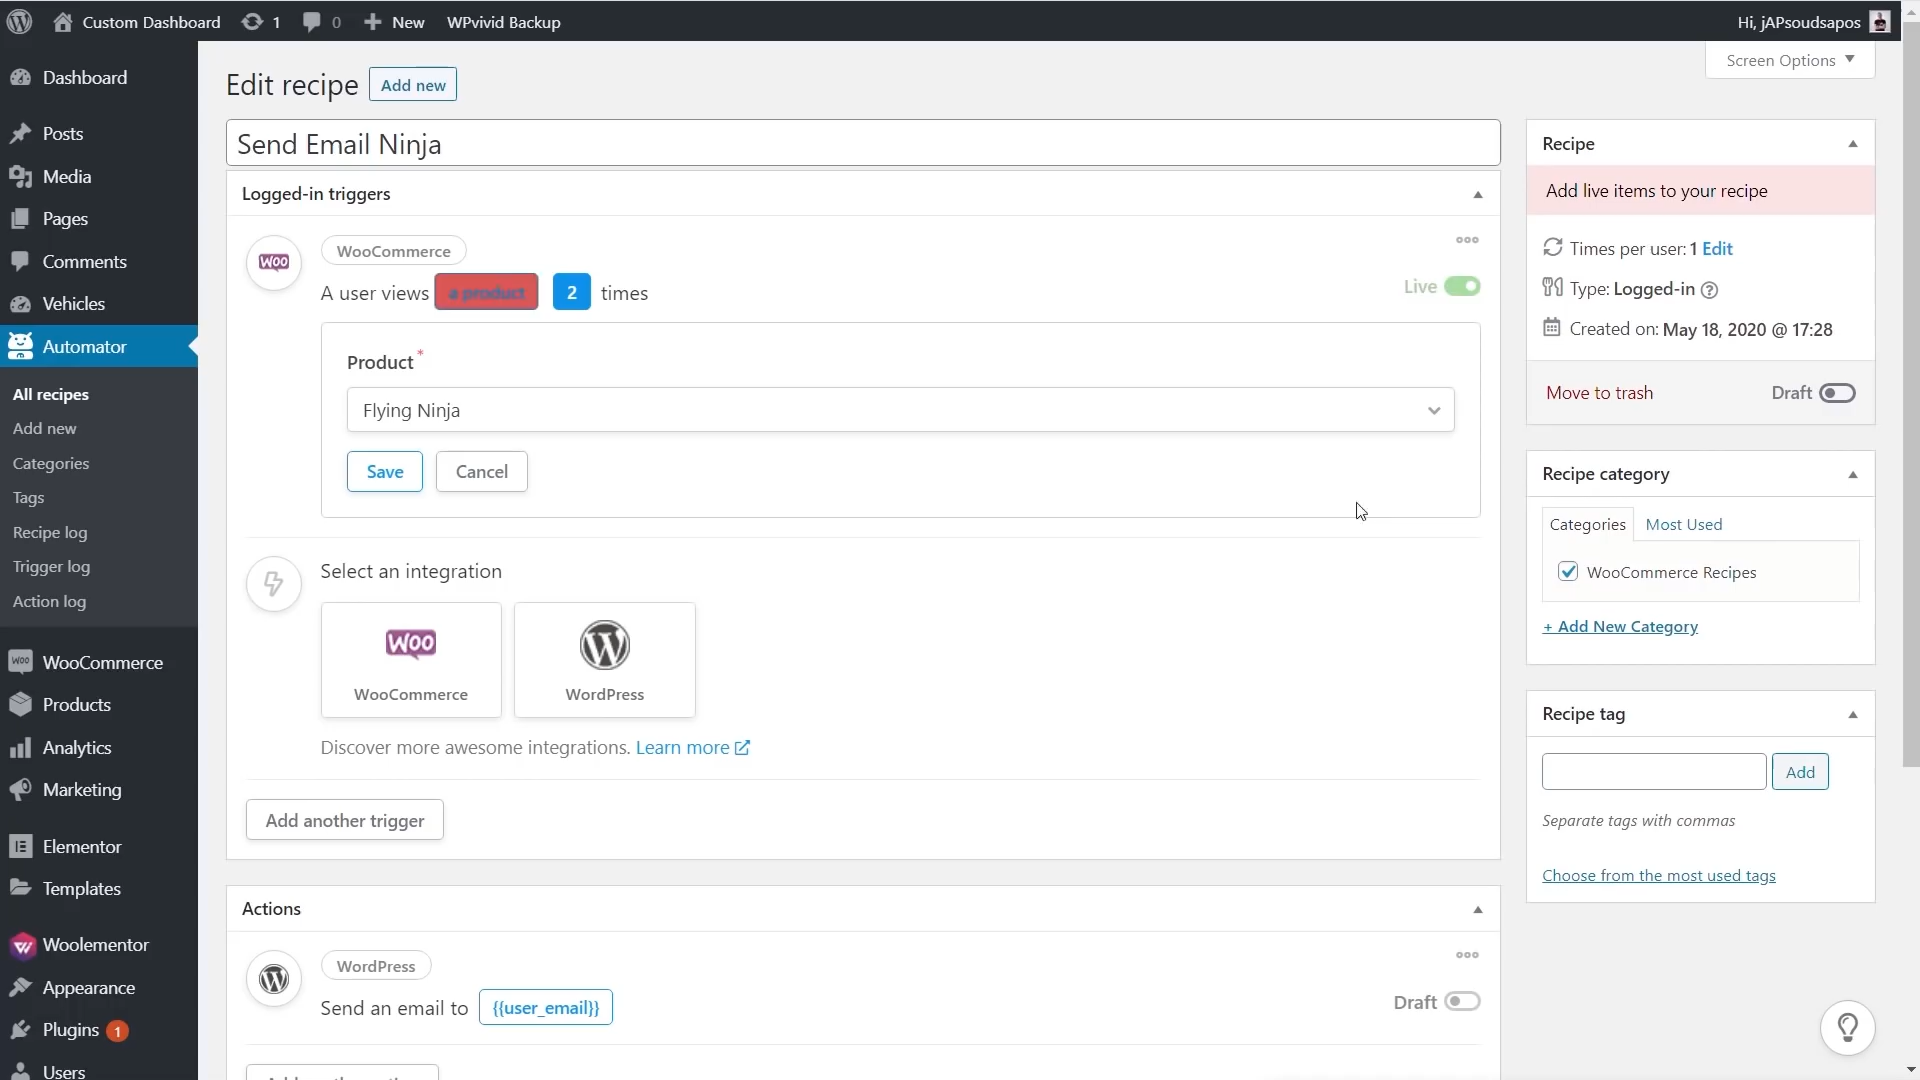 Custom Dashboard 1 0 New WPvivid Backup Hi, jAPsoudsapos
Screen Options
Dashboard
Posts
Media
Pages
Comments
Vehicles
Automator
All recipes
Add new
Categories
Tags
Recipe log
Trigger log
Action log
WooCommerce
Products
Analytics
Marketing
Elementor
Templates
Woolementor
Appearance
Plugins 1
Users
Edit recipe Add new
Send Email Ninja
Logged-in triggers
WOO WooCommerce
A user views a product 2 times
Live
Product *
Flying Ninja
Save Cancel
Select an integration
WOO
WooCommerce WordPress
Discover more awesome integrations. Learn more
Add another trigger
Actions
WordPress
Send an email to {{user_email}}
Draft
Recipe
Add live items to your recipe
Times per user: 1 Edit
Type: Logged-in
Created on: May 18, 2020 @ 17:28
Move to trash Draft
Recipe category
Categories Most Used
WooCommerce Recipes
+ Add New Category
Recipe tag
Add
Separate tags with commas
Choose from the most used tags